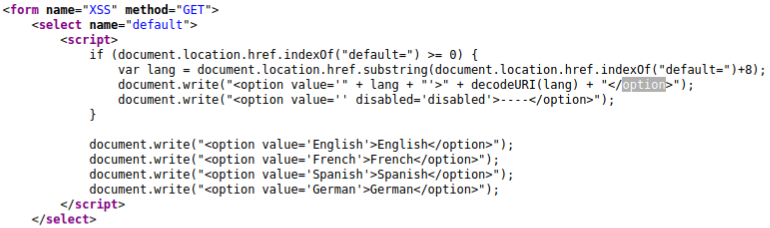 <form name="XSS" method="GET">
<select name="default">
<script>
if (document.location.href.indexOf("default=") >= 0) {
var lang = document.location.href.substring(document.location.href.indexOf("default=")+8);
document.write("<option value='" + lang + "'>" + decodeURI(lang) + "</option>");
document.write("<option value='' disabled='disabled'>----</option>");
}
document.write("<option value='English'>English</option>");
document.write("<option value='French'>French</option>");
document.write("<option value='Spanish'>Spanish</option>");
document.write("<option value='German'>German</option>");
</script>
</select>